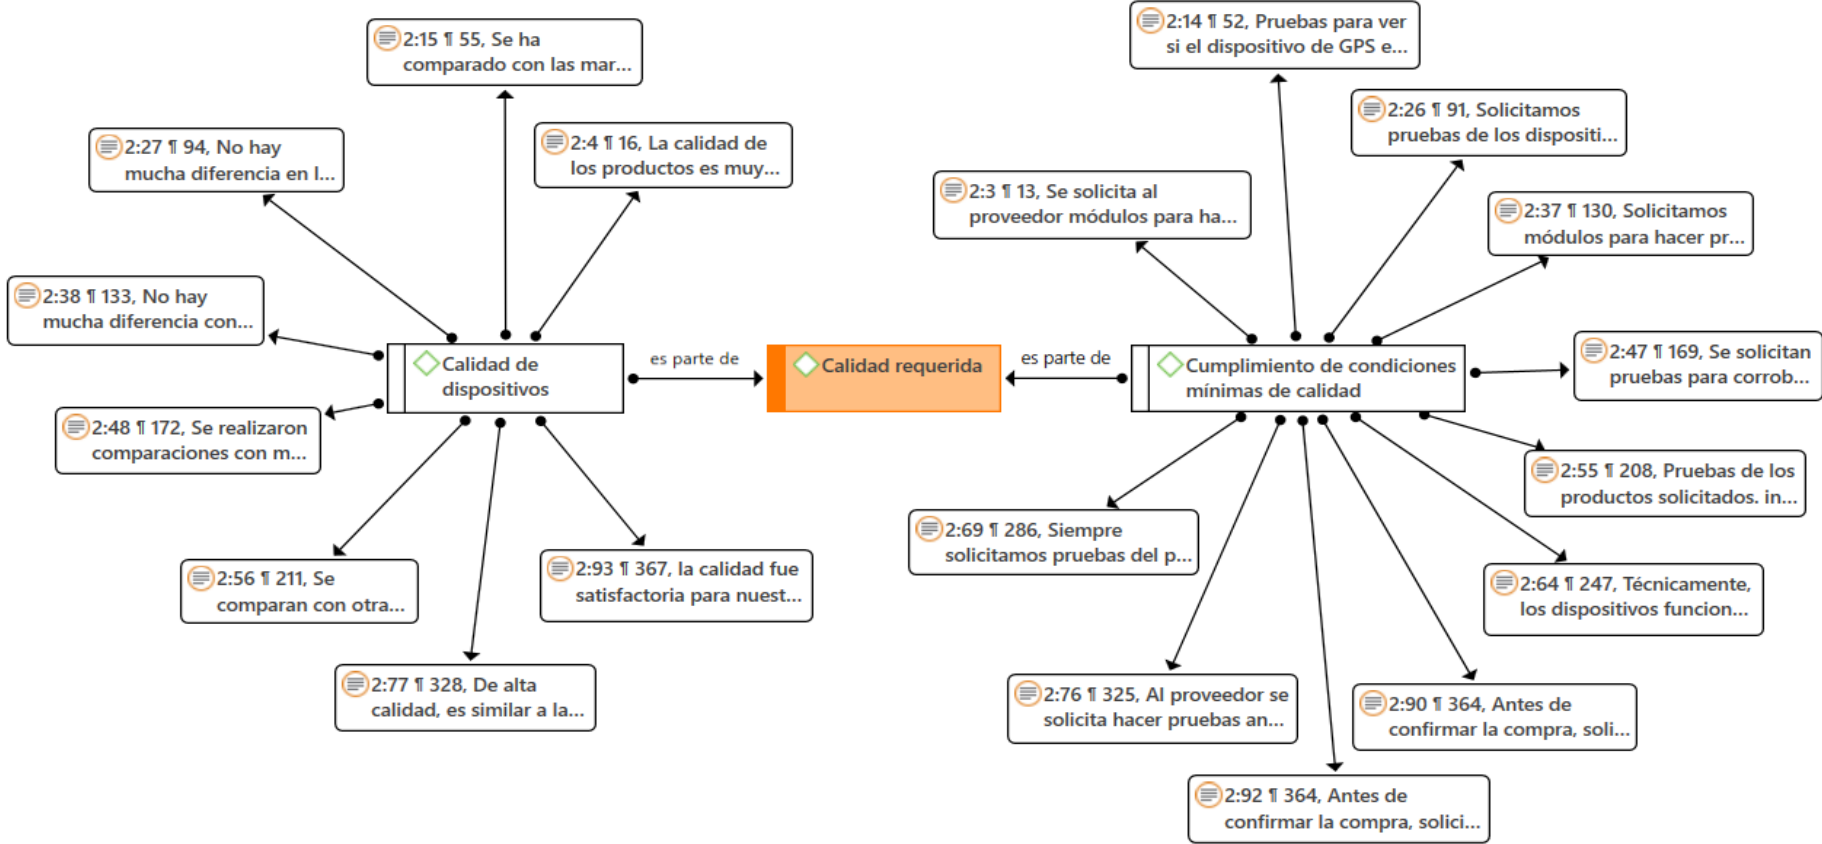 2:15 ¶ 55, Se ha
comparado con las mar...
2:27 ¶ 94, No hay
mucha diferencia en l...
2:4 ¶ 16, La calidad de
los productos es muy...
2:38 ¶ 133, No hay
mucha diferencia con...
Calidad de
dispositivos
2:48 ¶ 172, Se realizaron
comparaciones con m...
2:56 ¶ 211, Se
comparan con otra...
2:93 ¶ 367, la calidad fue
satisfactoria para nuest...
2:77 ¶ 328, De alta
calidad, es similar a la...
es parte de
Calidad requerida
es parte de
2:14 ¶ 52, Pruebas para ver
si el dispositivo de GPS e...
2:26 ¶ 91, Solicitamos
pruebas de los dispositi...
2:3 ¶ 13, Se solicita al
proveedor módulos para ha...
2:37 ¶ 130, Solicitamos
módulos para hacer pr...
Cumplimiento de condiciones
mínimas de calidad
2:47 ¶ 169, Se solicitan
pruebas para corrob...
2:55 ¶ 208, Pruebas de los
productos solicitados. in...
2:69 ¶ 286, Siempre
solicitamos pruebas del p...
2:64 ¶ 247, Técnicamente,
los dispositivos funcion...
2:76 ¶ 325, Al proveedor se
solicita hacer pruebas an...
2:90 ¶ 364, Antes de
confirmar la compra, soli...
2:92 ¶ 364, Antes de
confirmar la compra, solici...